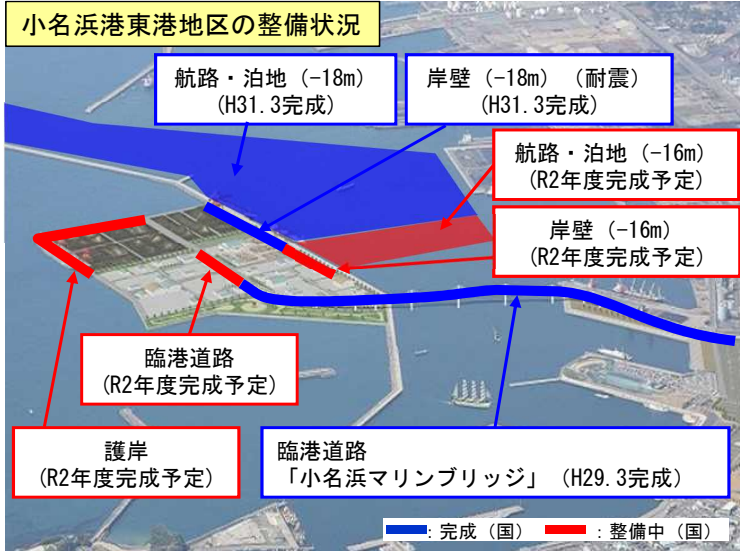 小名浜港東港地区の整備状況
航路・泊地（-18m）
（H31.3完成）
岸壁（-18m）（耐震）
（H31.3完成）
航路・泊地（-16m）
（R2年度完成予定）
岸壁（-16m）
（R2年度完成予定）
臨港道路
（R2年度完成予定）
護岸
（R2年度完成予定）
臨港道路
「小名浜マリンブリッジ」（H29.3完成）
：完成（国）
：整備中（国）